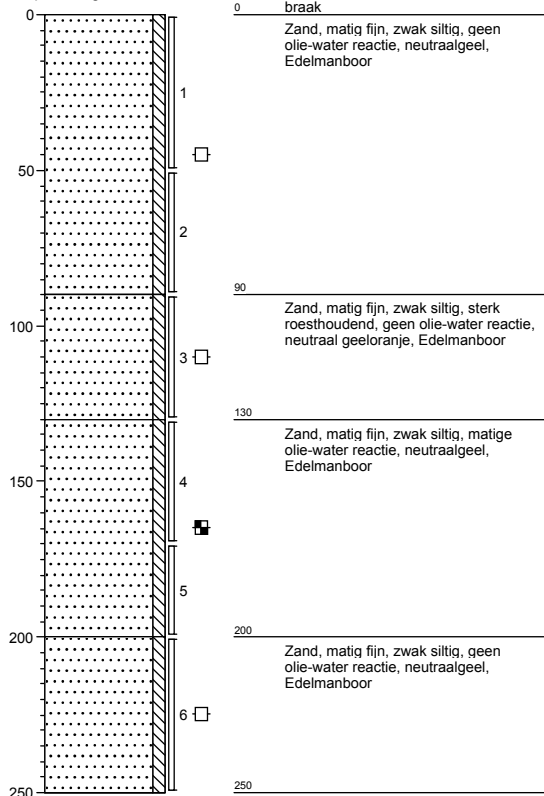 0
braak
Zand, matig fijn, zwak siltig, geen
olie-water reactie, neutraalgeel,
Edelmanboor
90
Zand, matig fijn, zwak siltig, sterk
roesthoudend, geen olie-water reactie,
neutraal geeloranje, Edelmanboor
130
Zand, matig fijn, zwak siltig, matige
olie-water reactie, neutraalgeel,
Edelmanboor
200
Zand, matig fijn, zwak siltig, geen
olie-water reactie, neutraalgeel,
Edelmanboor
250
0
50
100
150
200
250
1
2
3
4
5
6